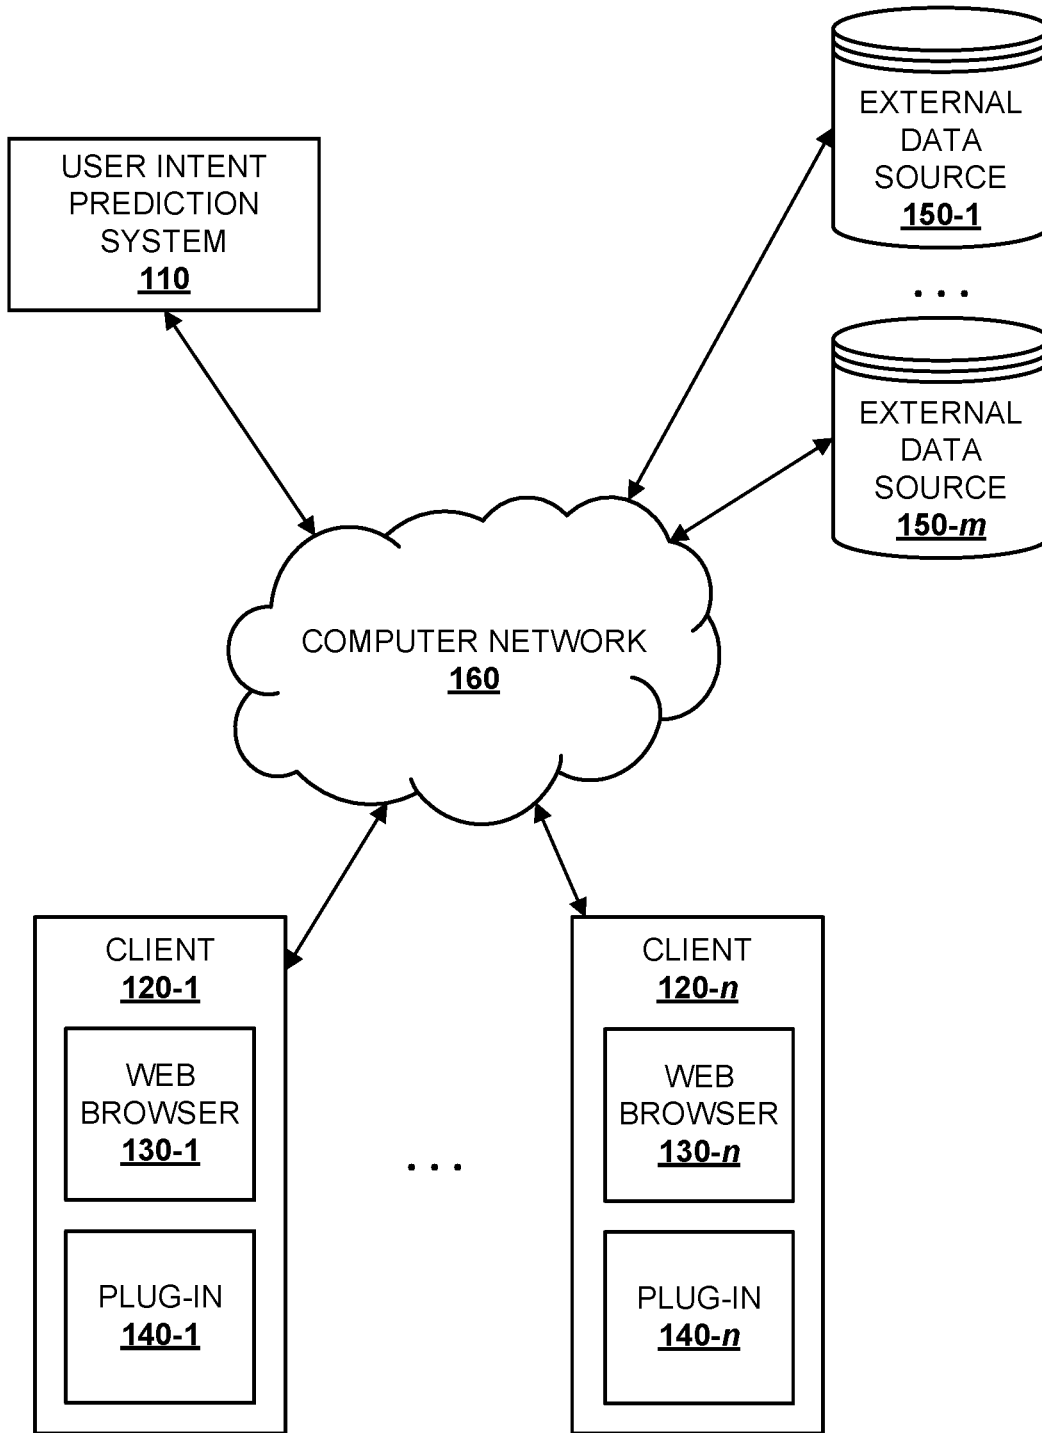 EXTERNAL
DATA
SOURCE
150-1
USER INTENT
PREDICTION
SYSTEM
110
. . .
EXTERNAL
DATA
SOURCE
150-m
COMPUTER NETWORK
160
CLIENT
120-1
WEB
BROWSER
130-1
PLUG-IN
140-1
. . .
CLIENT
120-n
WEB
BROWSER
130-n
PLUG-IN
140-n